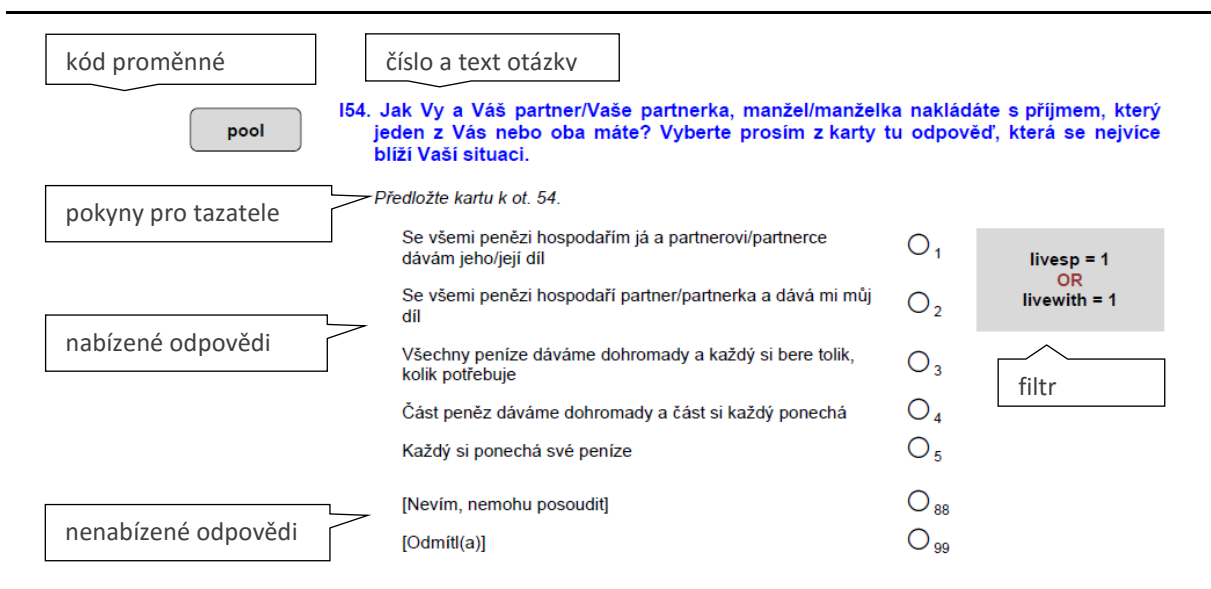 kód proměnné
číslo a text otázky
pool
I54. Jak Vy a Váš partner/Vaše partnerka, manžel/manželka nakládáte s příjmem, který
jeden z Vás nebo oba máte? Vyberte prosím z karty tu odpověď, která se nejvíce
blíží Vaší situaci.
pokyny pro tazatele
Předložte kartu k ot. 54.
Se všemi penězi hospodařím já a partnerovi/partnerce
dávám jeho/její díl
1
livesp = 1
OR
livewith = 1
Se všemi penězi hospodaří partner/partnerka a dává mi můj
díl
2
nabízené odpovědi
Všechny peníze dáváme dohromady a každý si bere tolik,
kolik potřebuje
3
filtr
Část peněz dáváme dohromady a část si každý ponechá
4
Každý si ponechá své peníze
5
nenabízené odpovědi
[Nevím, nemohu posoudit]
88
[Odmítl(a)]
99